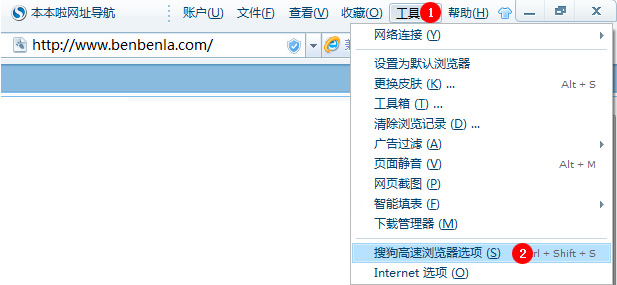 本本啦网址导航
账户(U) 文件(F) 查看(V) 收藏(O) 工具 1 帮助(H)
http://www.benbenla.com/
网络连接 (Y)
设置为默认浏览器
更换皮肤 (K) ... Alt + S
工具箱 (T) ...
清除浏览记录 (D) ...
广告过滤 (A)
页面静音 (V) Alt + M
网页截图 (P)
智能填表 (F)
下载管理器 (M)
搜狗高速浏览器选项 (S) 2 rl + Shift + S
Internet 选项 (O)